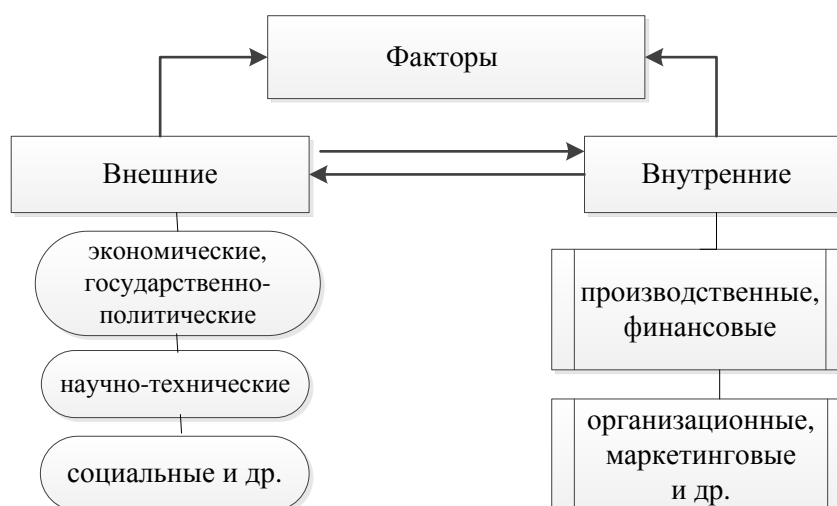 Факторы
Внешние
Внутренние
экономические,
государственно-
политические
научно-технические
социальные и др.
производственные,
финансовые
организационные,
маркетинговые
и др.